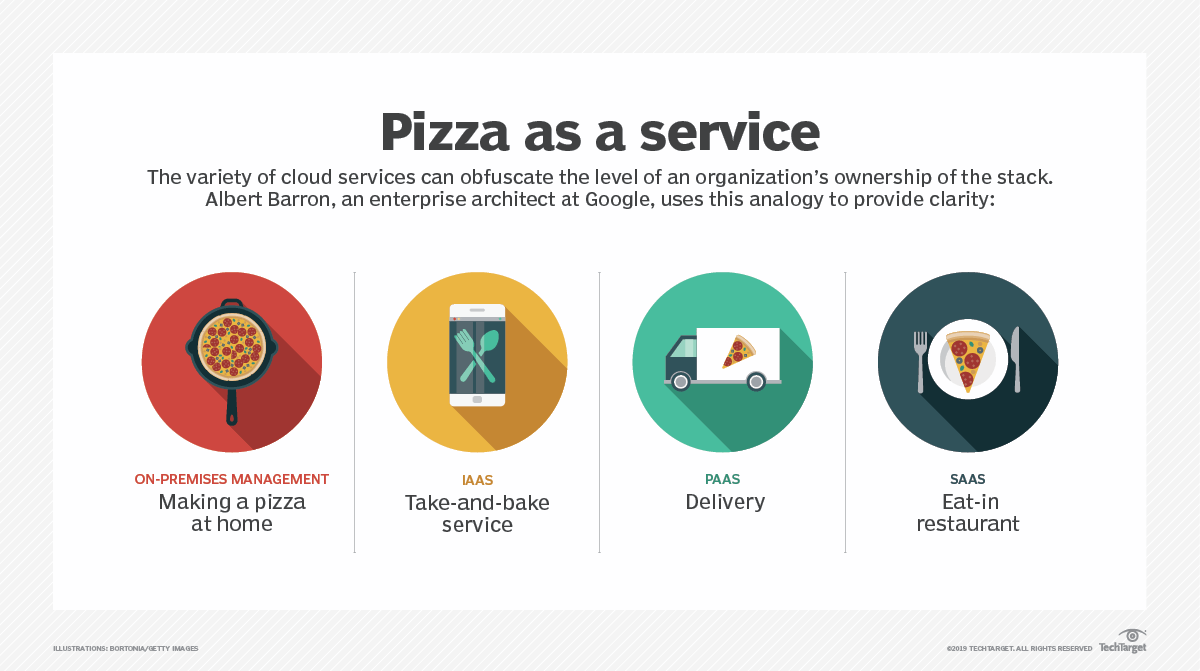 Pizza as a service
The variety of cloud services can obfuscate the level of an organization’s ownership of the stack.
Albert Barron, an enterprise architect at Google, uses this analogy to provide clarity:
ON-PREMISES MANAGEMENT
Making a pizza
at home
IAAS
Take-and-bake
service
PAAS
Delivery
SAAS
Eat-in
restaurant
ILLUSTRATIONS: BORTONIA/GETTY IMAGES
©2019 TECHTARGET. ALL RIGHTS RESERVED
TechTarget